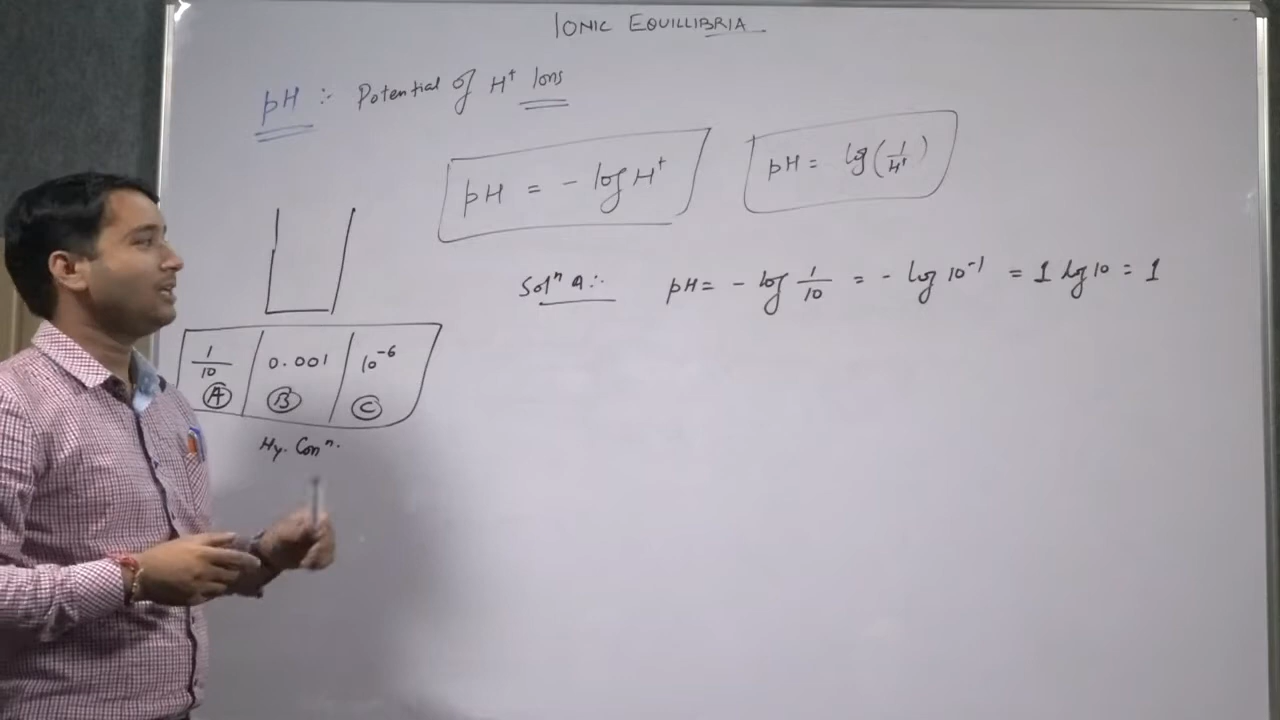 IONIC EQUILLIBRIA
pH :- Potential of H⁺ Ions
pH = - log H⁺
pH = log(1/H⁺)
Solⁿ A :- pH = - log 1/10 = - log 10⁻¹ = 1 log 10 = 1
1/10 0.001 10⁻⁶
A B C
Hy. Conⁿ.